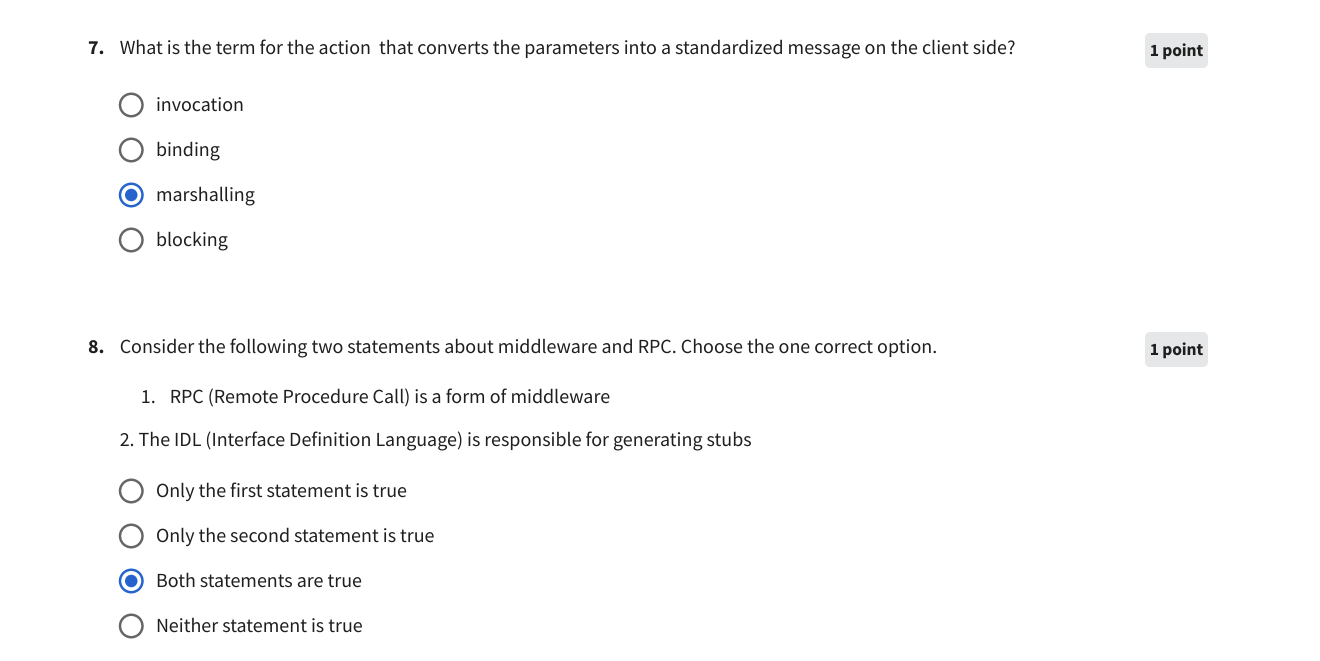 7. What is the term for the action  that converts the parameters into a standardized message on the client side?
1 point
invocation
binding
marshalling
blocking
8. Consider the following two statements about middleware and RPC. Choose the one correct option.
1 point
1. RPC (Remote Procedure Call) is a form of middleware
2. The IDL (Interface Definition Language) is responsible for generating stubs
Only the first statement is true
Only the second statement is true
Both statements are true
Neither statement is true